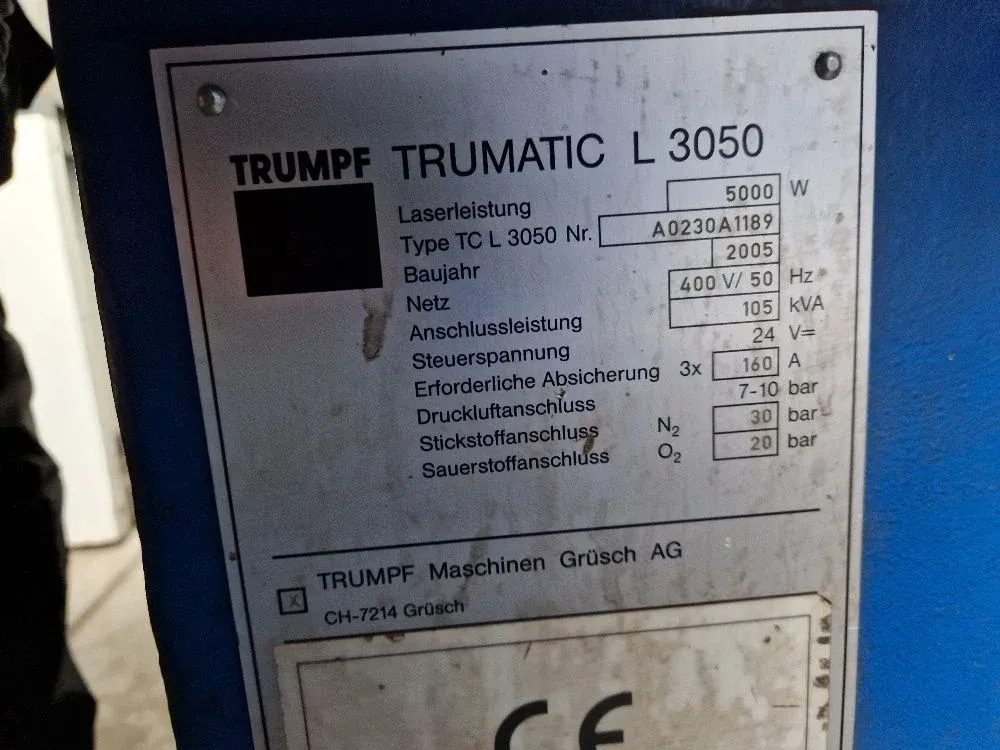 TRUMPF TRUMATIC L 3050
Laserleistung 5000 W
Type TC L 3050 Nr. A0230A1189
Baujahr 2005
Netz 400 V/ 50 Hz
Anschlussleistung 105 kVA
Steuerspannung 24 V=
Erforderliche Absicherung 3x 160 A
Druckluftanschluss 7-10 bar
Stickstoffanschluss N₂ 30 bar
Sauerstoffanschluss O₂ 20 bar
X TRUMPF Maschinen Grüsch AG
CH-7214 Grüsch
CE